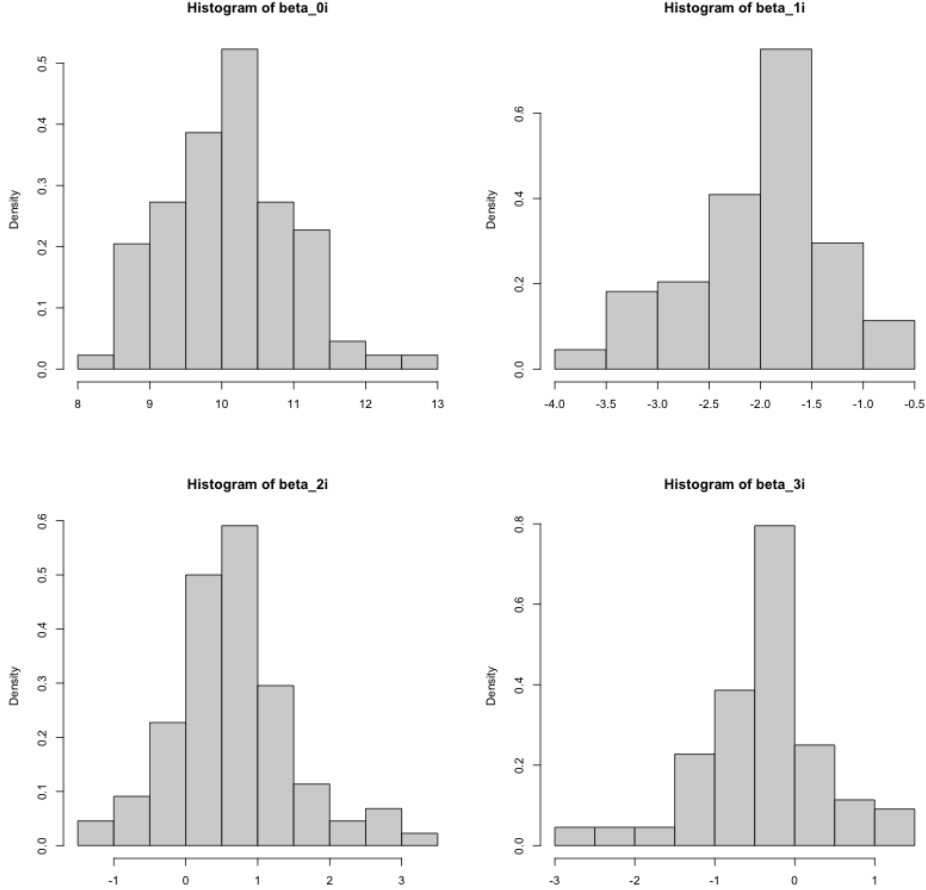 Histogram of beta_0i
Density
0.0 0.1 0.2 0.3 0.4 0.5
8 9 10 11 12 13
Histogram of beta_1i
Density
0.0 0.2 0.4 0.6
-4.0 -3.5 -3.0 -2.5 -2.0 -1.5 -1.0 -0.5
Histogram of beta_2i
Density
0.0 0.1 0.2 0.3 0.4 0.5 0.6
-1 0 1 2 3
Histogram of beta_3i
Density
0.0 0.2 0.4 0.6 0.8
-3 -2 -1 0 1